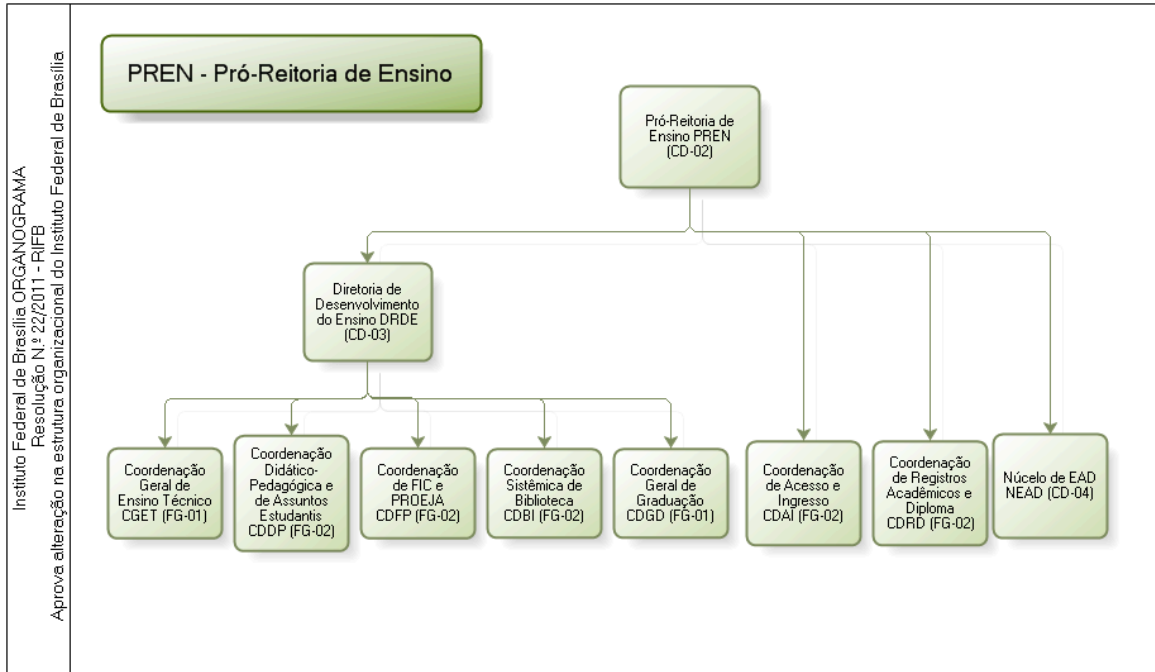 Instituto Federal de Brasília ORGANOGRAMA
Resolução N.º 22/2011 - RIFB
Aprova alteração na estrutura organizacional do Instituto Federal de Brasília
PREN - Pró-Reitoria de Ensino
Pró-Reitoria de
Ensino PREN
(CD-02)
Diretoria de
Desenvolvimento
do Ensino DRDE
(CD-03)
Coordenação
Geral de
Ensino Técnico
CGET (FG-01)
Coordenação
Didático-
Pedagógica e
de Assuntos
Estudantis
CDDP (FG-02)
Coordenação
de FIC e
PROEJA
CDFP (FG-02)
Coordenação
Sistêmica de
Biblioteca
CDBI (FG-02)
Coordenação
Geral de
Graduação
CDGD (FG-01)
Coordenação
de Acesso e
Ingresso
CDAI (FG-02)
Coordenação
de Registros
Acadêmicos e
Diploma
CDRD (FG-02)
Núcelo de EAD
NEAD (CD-04)